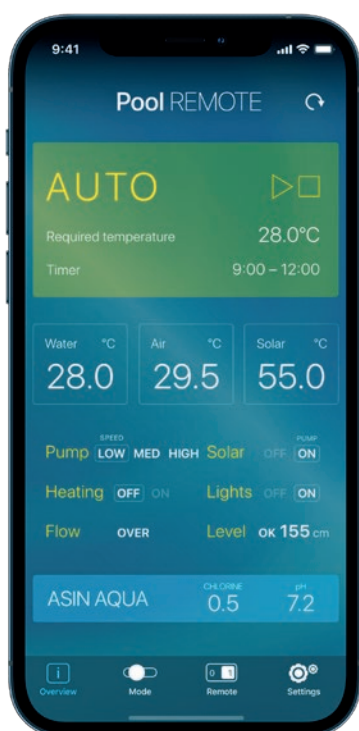 9:41
Pool REMOTE
AUTO
Required temperature 28.0°C
Timer 9:00 – 12:00
Water °C Air °C Solar °C
28.0 29.5 55.0
SPEED PUMP
Pump LOW MED HIGH Solar OFF ON
Heating OFF ON Lights OFF ON
Flow OVER Level OK 155 cm
CHLORINE pH
ASIN AQUA 0.5 7.2
i 0 1
Overview Mode Remote Settings